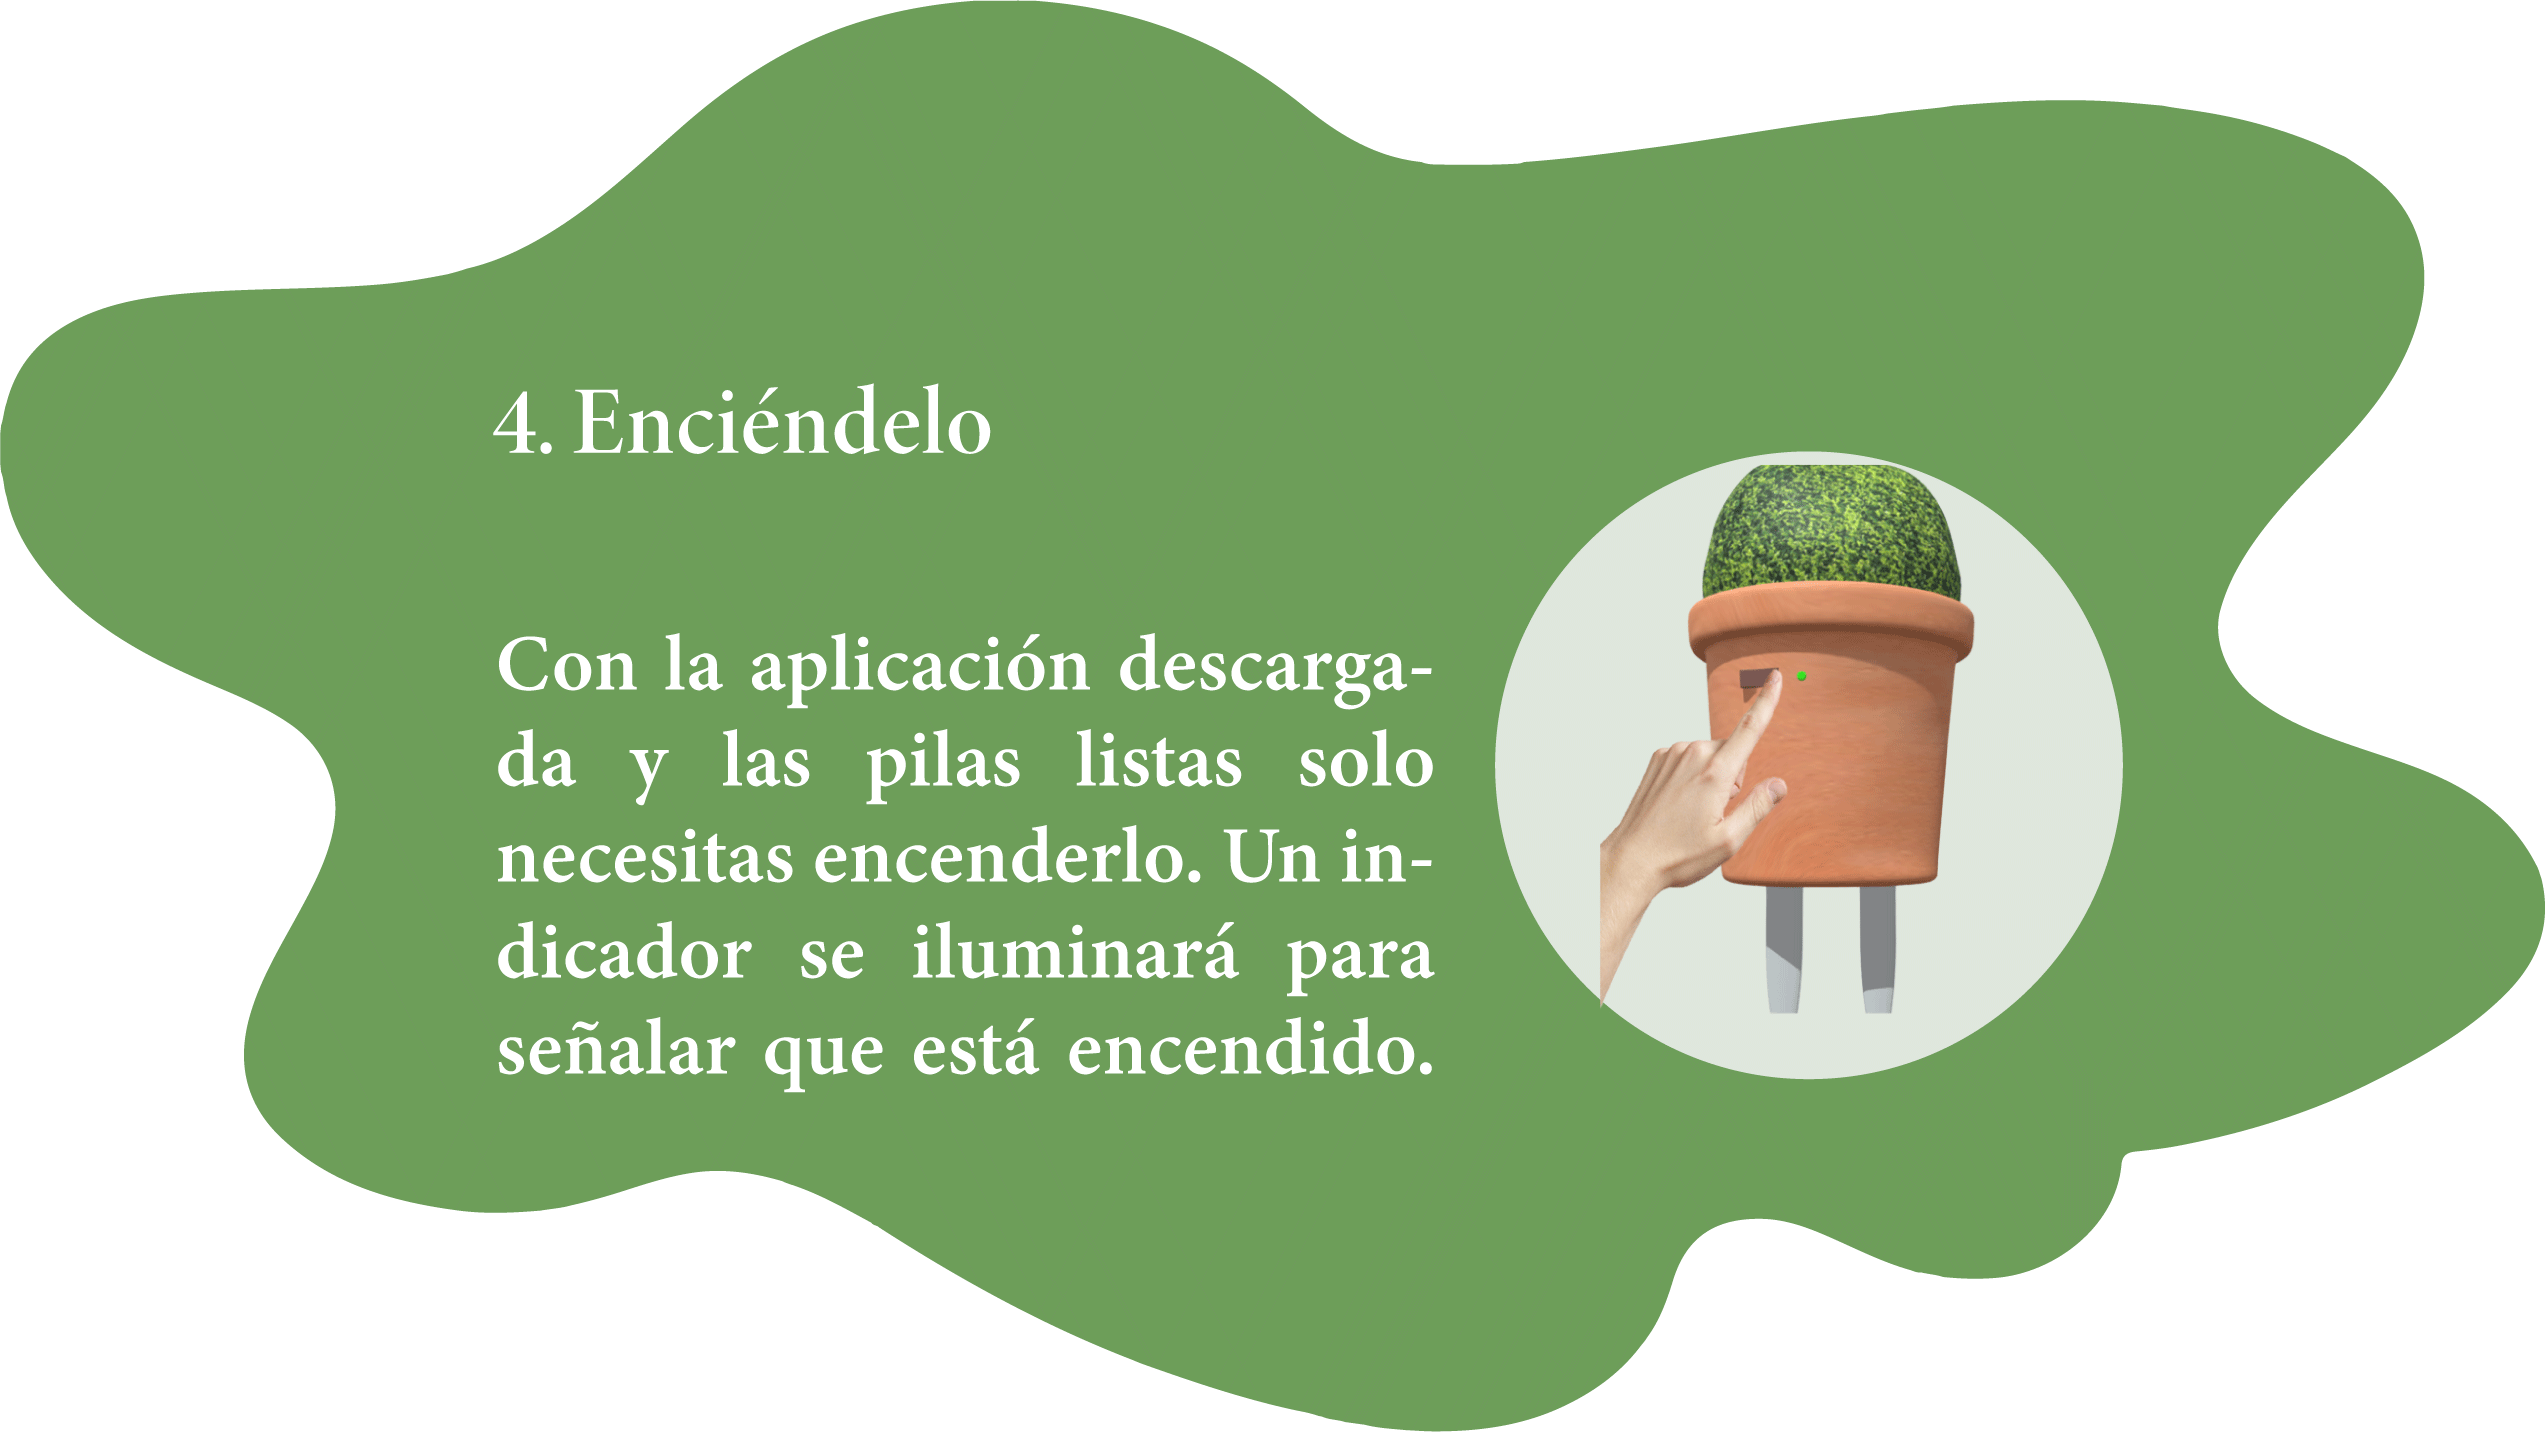 4. Enciéndelo
Con la aplicación descarga-
da y las pilas listas solo
necesitas encenderlo. Un in-
dicador se iluminará para
señalar que está encendido.